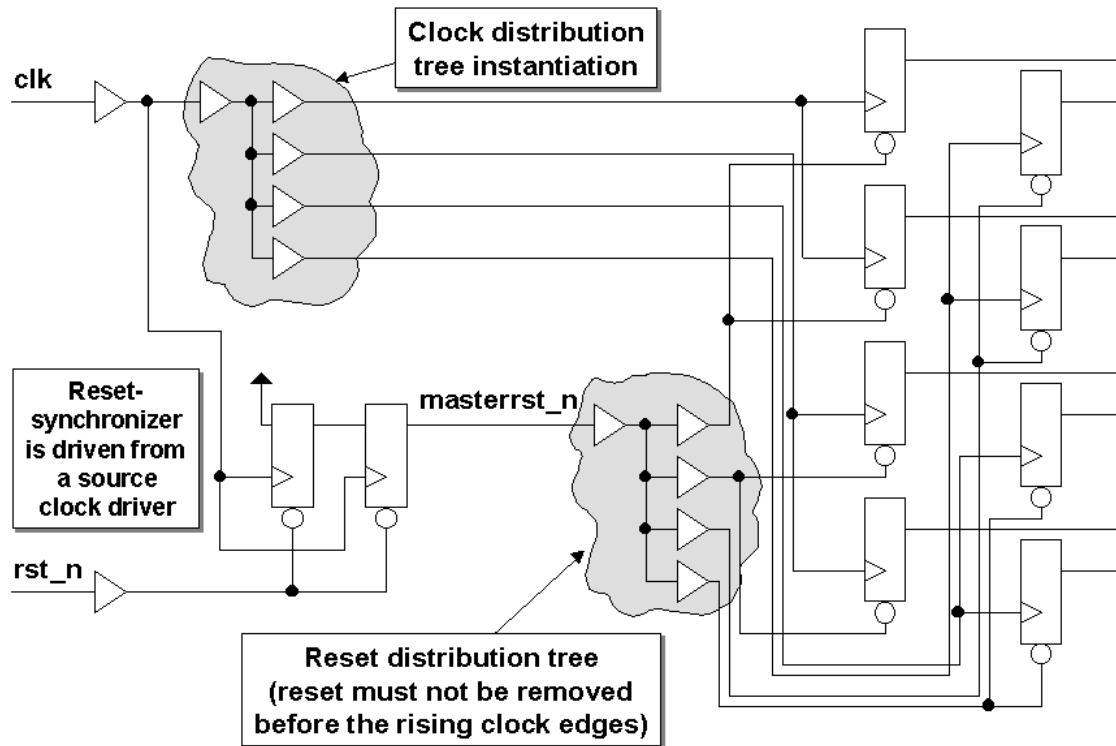 Clock distribution
tree instantiation
clk
Reset-
synchronizer
is driven from
a source
clock driver
masterrst_n
rst_n
Reset distribution tree
(reset must not be removed
before the rising clock edges)